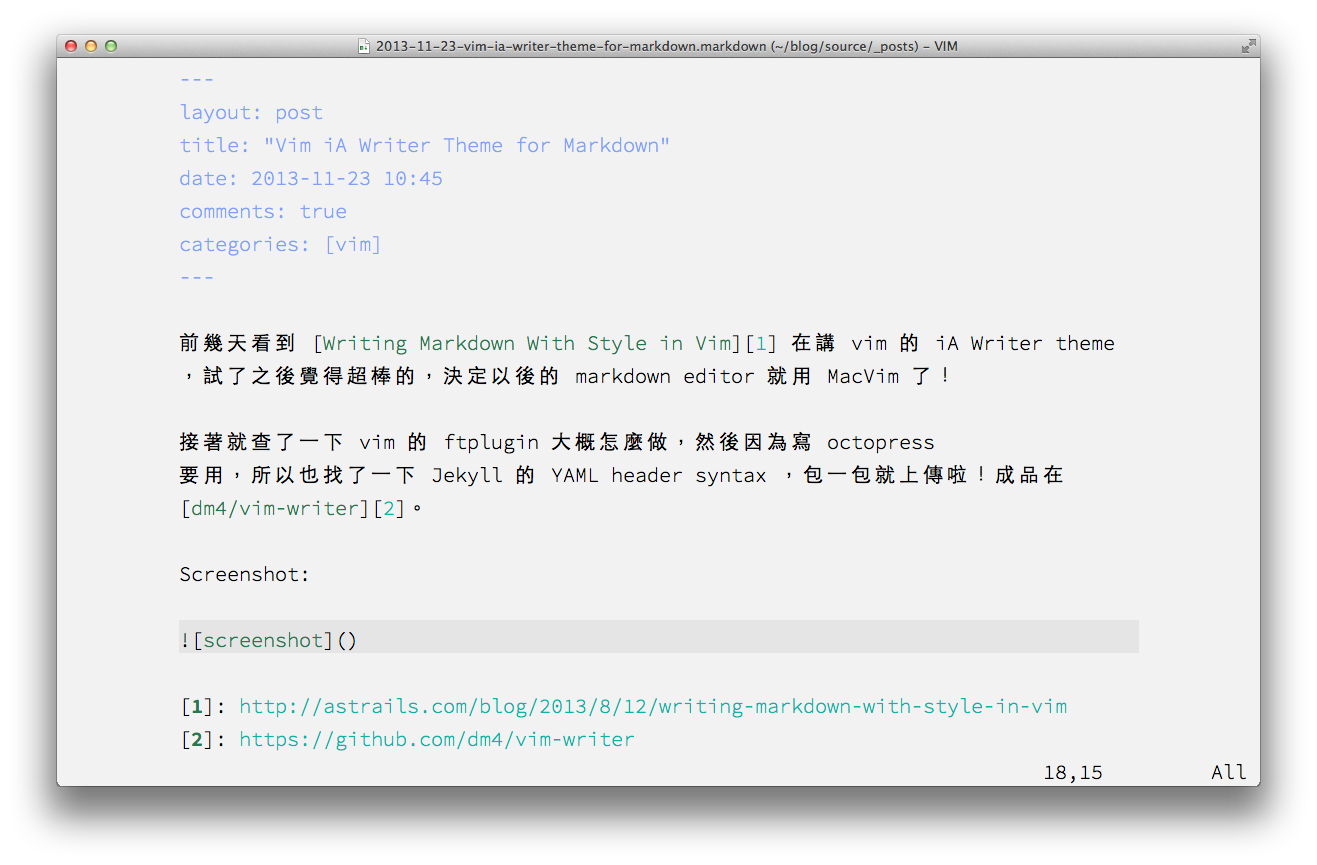 2013-11-23-vim-ia-writer-theme-for-markdown.markdown (~/blog/source/_posts) – VIM
---
layout: post
title: "Vim iA Writer Theme for Markdown"
date: 2013-11-23 10:45
comments: true
categories: [vim]
---
前幾天看到 [Writing Markdown With Style in Vim][1] 在講 vim 的 iA Writer theme
，試了之後覺得超棒的，決定以後的 markdown editor 就用 MacVim 了！
接著就查了一下 vim 的 ftplugin 大概怎麼做，然後因為寫 octopress
要用，所以也找了一下 Jekyll 的 YAML header syntax ，包一包就上傳啦！成品在
[dm4/vim-writer][2]。
Screenshot:
![screenshot]()
[1]: http://astrails.com/blog/2013/8/12/writing-markdown-with-style-in-vim
[2]: https://github.com/dm4/vim-writer
18,15 All